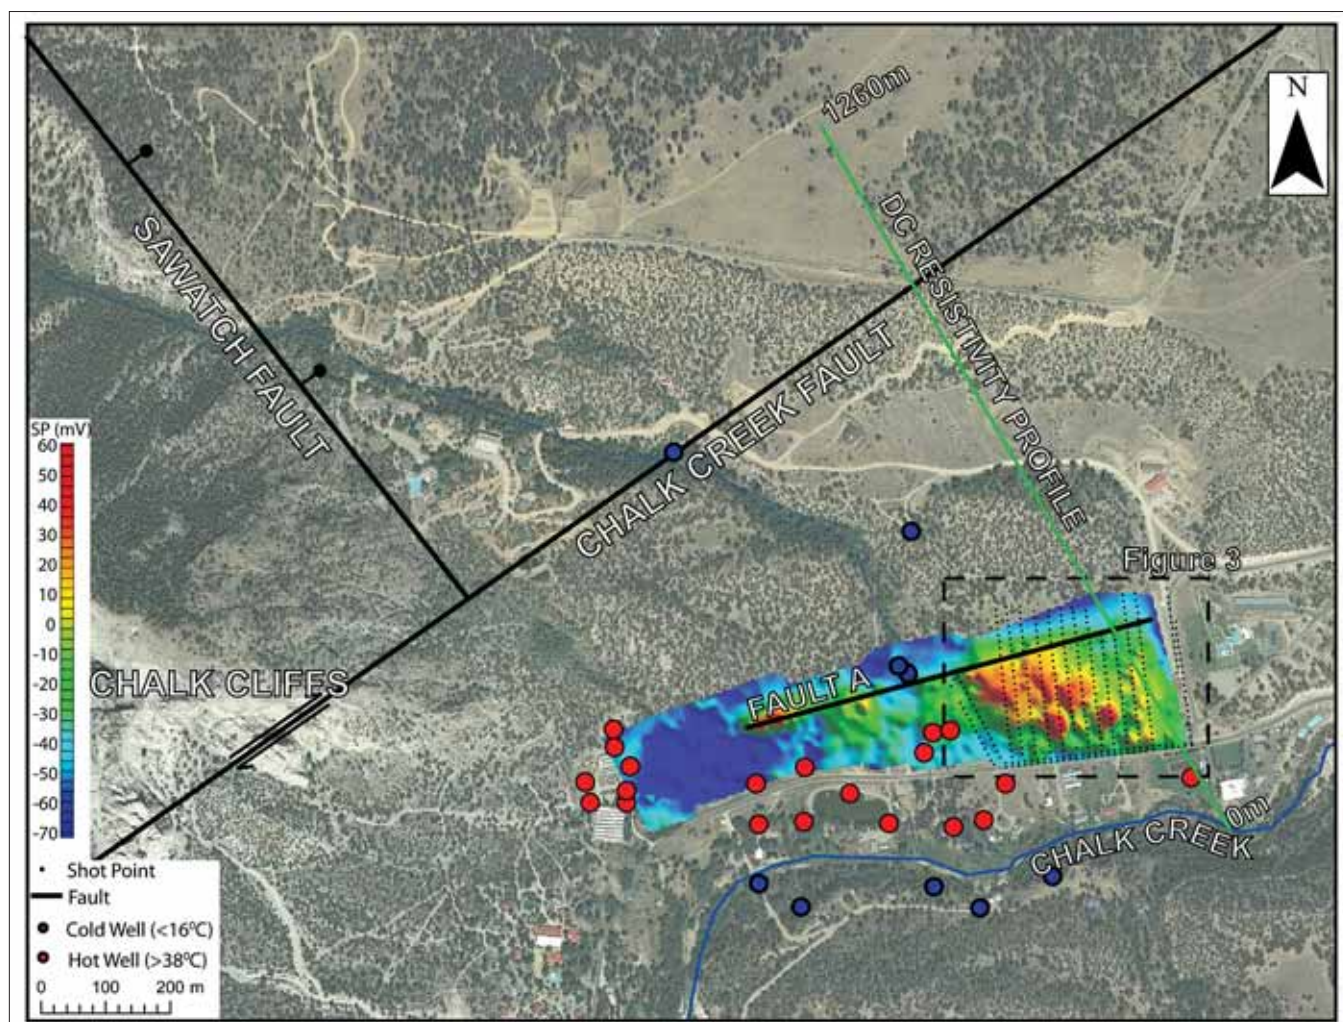 1260m
N
DC RESISTIVITY PROFILE
SAWATCH FAULT
CHALK CREEK FAULT
SP (mV)
60
50
40
30
20
10
0
-10
-20
-30
-40
-50
-60
-70
Figure 3
CHALK CLIFFS
FAULT A
0m
CHALK CREEK
Shot Point
Fault
Cold Well (<16ºC)
Hot Well (>38ºC)
0 100 200 m